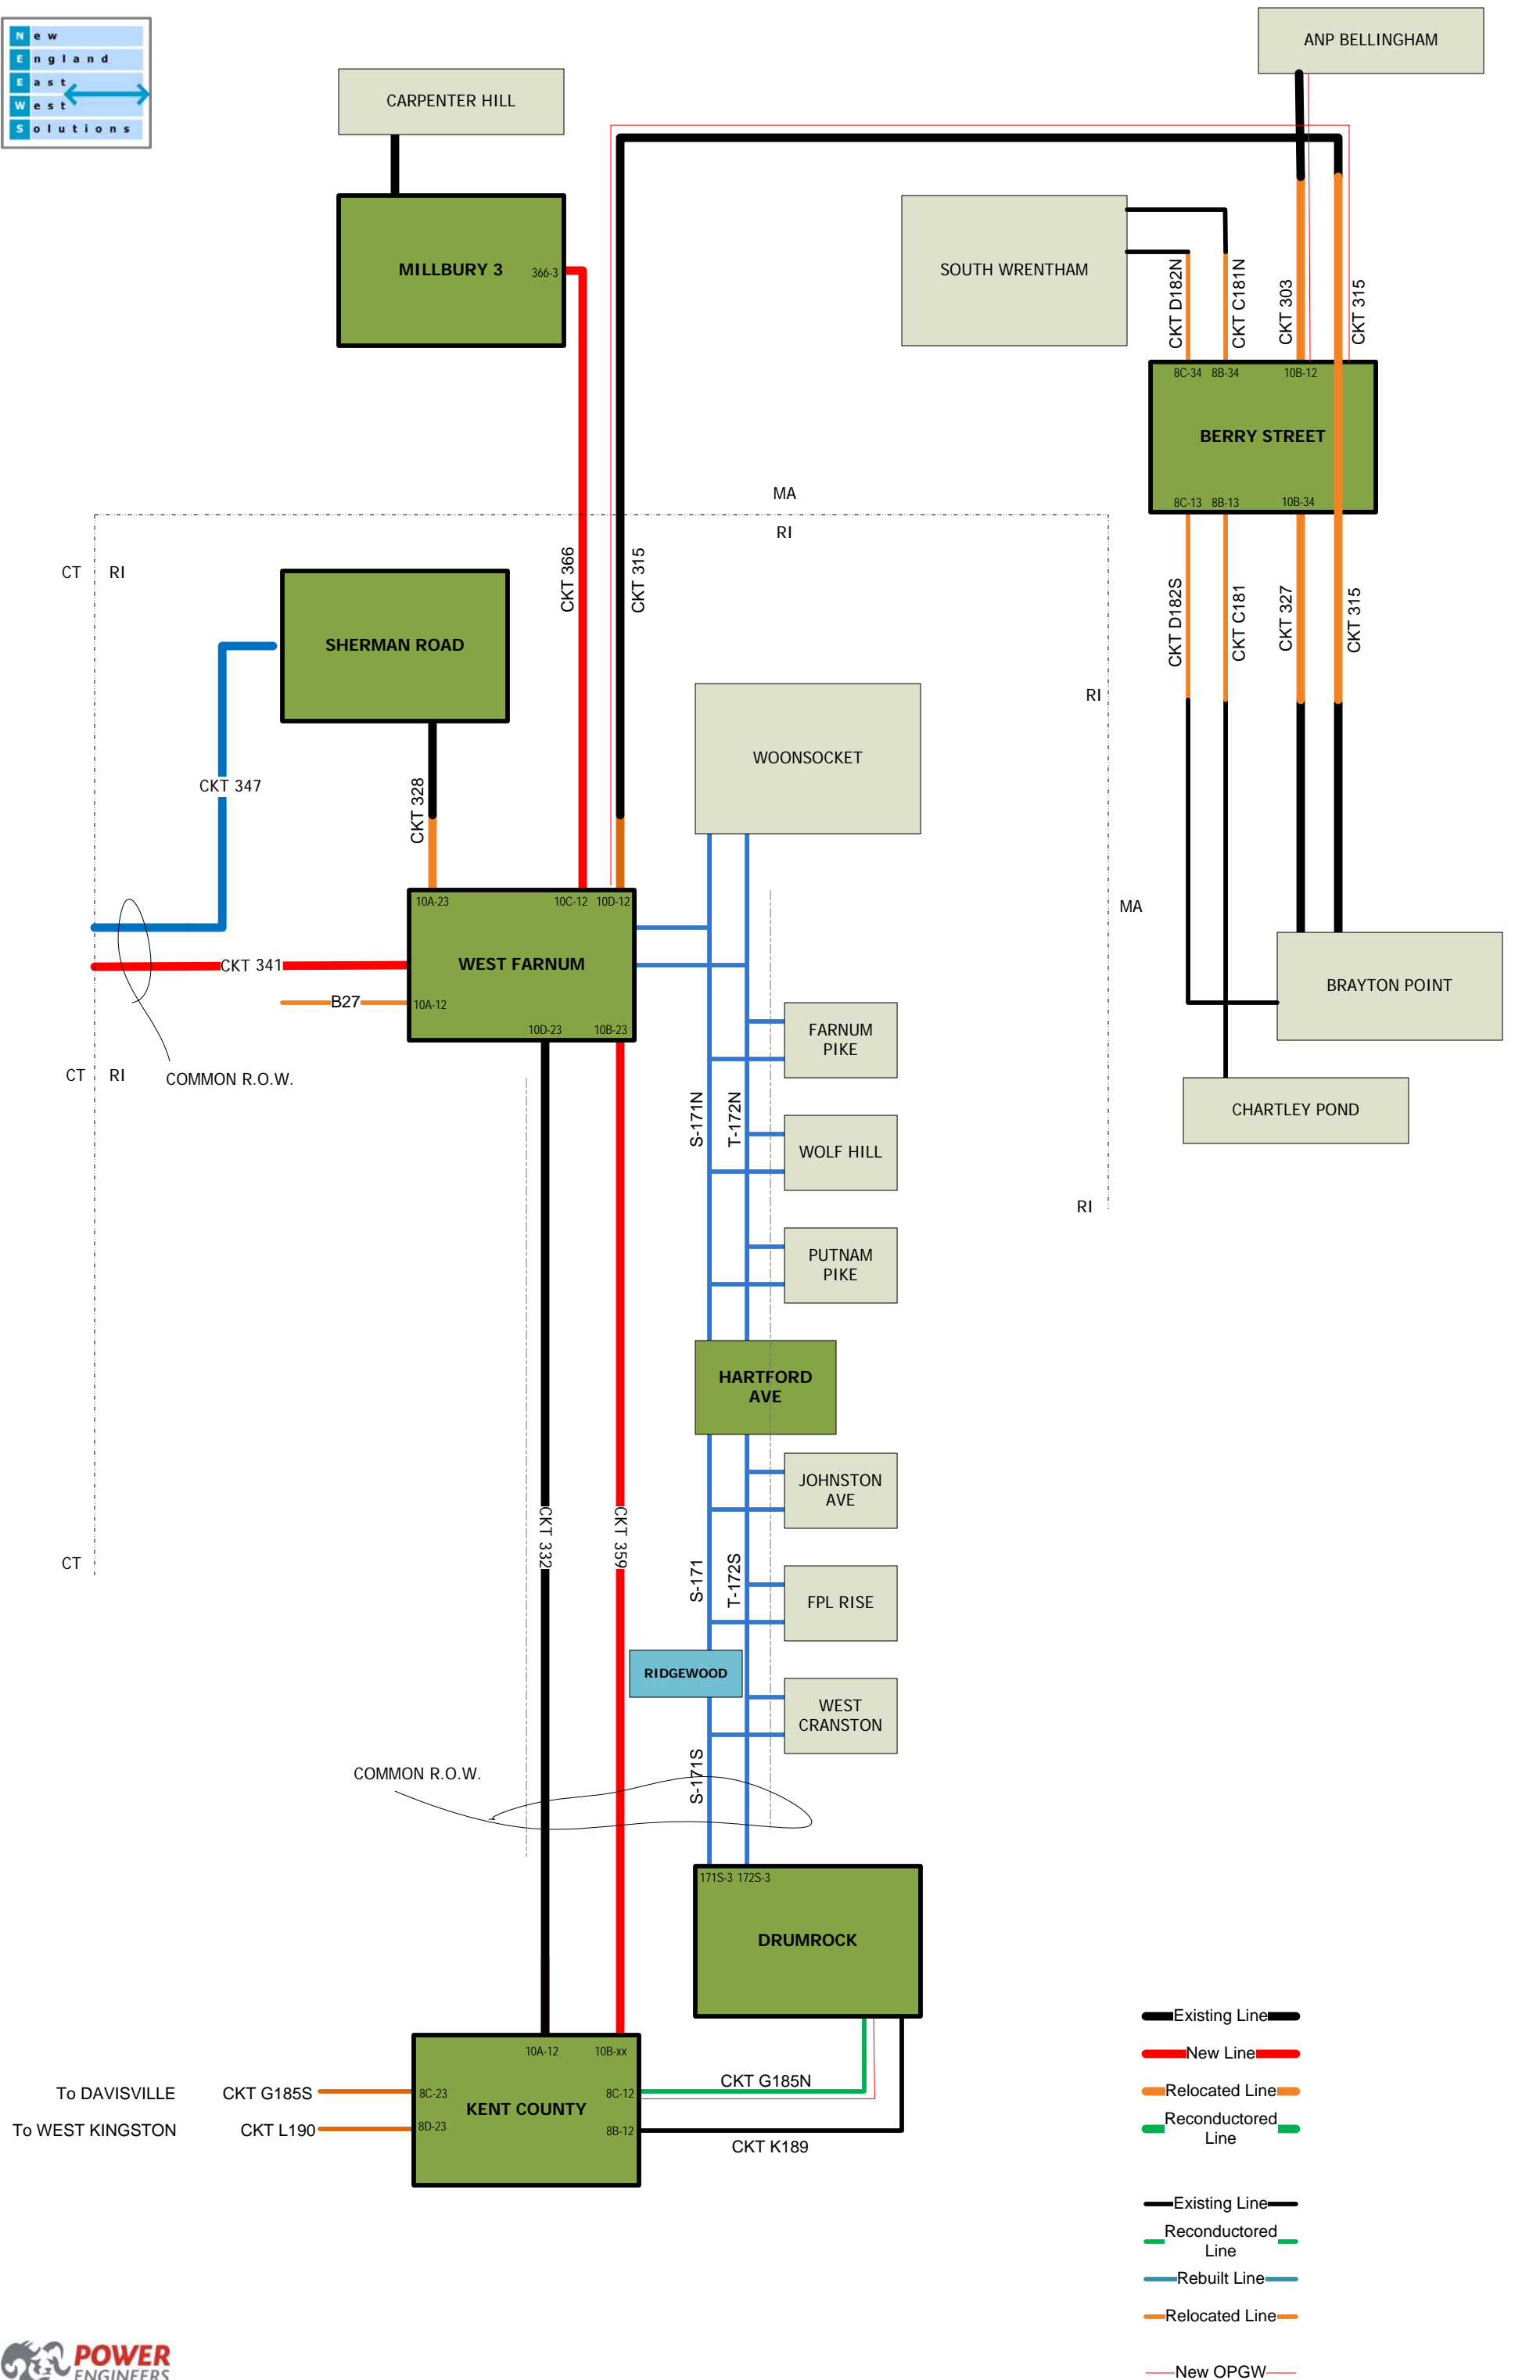 New
England
East
West
Solutions
ANP BELLINGHAM
CARPENTER HILL
MILLBURY 3
366-3
SOUTH WRENTHAM
CKT D182N
CKT C181N
CKT 303
CKT 315
8C-34
8B-34
10B-12
BERRY STREET
8C-13
8B-13
10B-34
MA
RI
CT
RI
CKT 366
CKT 315
CKT D182S
CKT C181
CKT 327
CKT 315
SHERMAN ROAD
RI
WOONSOCKET
CKT 347
CKT 328
10A-23
10C-12
10D-12
MA
WEST FARNUM
CKT 341
B27
10A-12
10D-23
10B-23
BRAYTON POINT
FARNUM
PIKE
CT
RI
COMMON R.O.W.
CHARTLEY POND
S-171N
T-172N
WOLF HILL
RI
PUTNAM
PIKE
HARTFORD
AVE
JOHNSTON
AVE
CKT 332
CKT 359
CT
S-171
T-172S
FPL RISE
RIDGEWOOD
WEST
CRANSTON
COMMON R.O.W.
S-171S
171S-3
172S-3
DRUMROCK
10A-12
10B-xx
To DAVISVILLE
CKT G185S
8C-23
8C-12
CKT G185N
KENT COUNTY
To WEST KINGSTON
CKT L190
8D-23
8B-12
CKT K189
Existing Line
New Line
Relocated Line
Reconductored
Line
Existing Line
Reconductored
Line
Rebuilt Line
Relocated Line
New OPGW
POWER
ENGINEERS